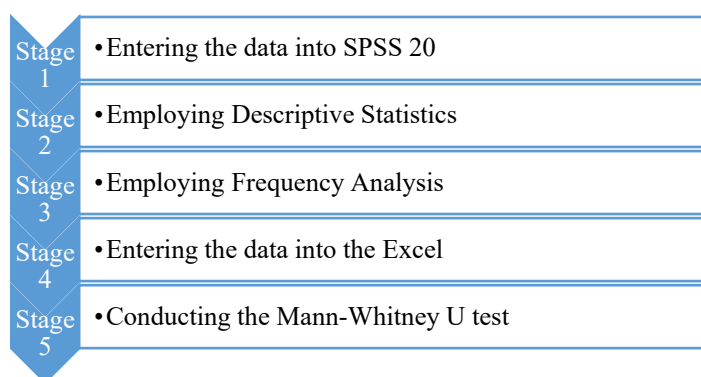 Stage
1
•Entering the data into SPSS 20
Stage
2
•Employing Descriptive Statistics
Stage
3
•Employing Frequency Analysis
Stage
4
•Entering the data into the Excel
Stage
5
•Conducting the Mann-Whitney U test